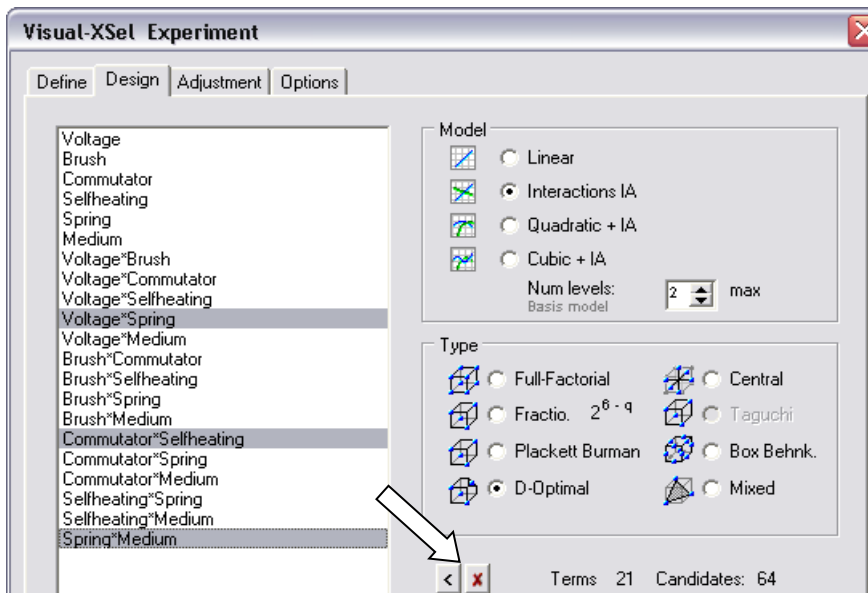 Visual-XSel Experiment
Define Design Adjustment Options
Voltage
Brush
Commutator
Selfheating
Spring
Medium
Voltage*Brush
Voltage*Commutator
Voltage*Selfheating
Voltage*Spring
Voltage*Medium
Brush*Commutator
Brush*Selfheating
Brush*Spring
Brush*Medium
Commutator*Selfheating
Commutator*Spring
Commutator*Medium
Selfheating*Spring
Selfheating*Medium
Spring*Medium
Model
Linear
Interactions IA
Quadratic + IA
Cubic + IA
Num levels: 2 max
Basis model
Type
Full-Factorial Central
Fractio. 2^6 - q Taguchi
Plackett Burman Box Behnk.
D-Optimal Mixed
< x Terms 21 Candidates: 64